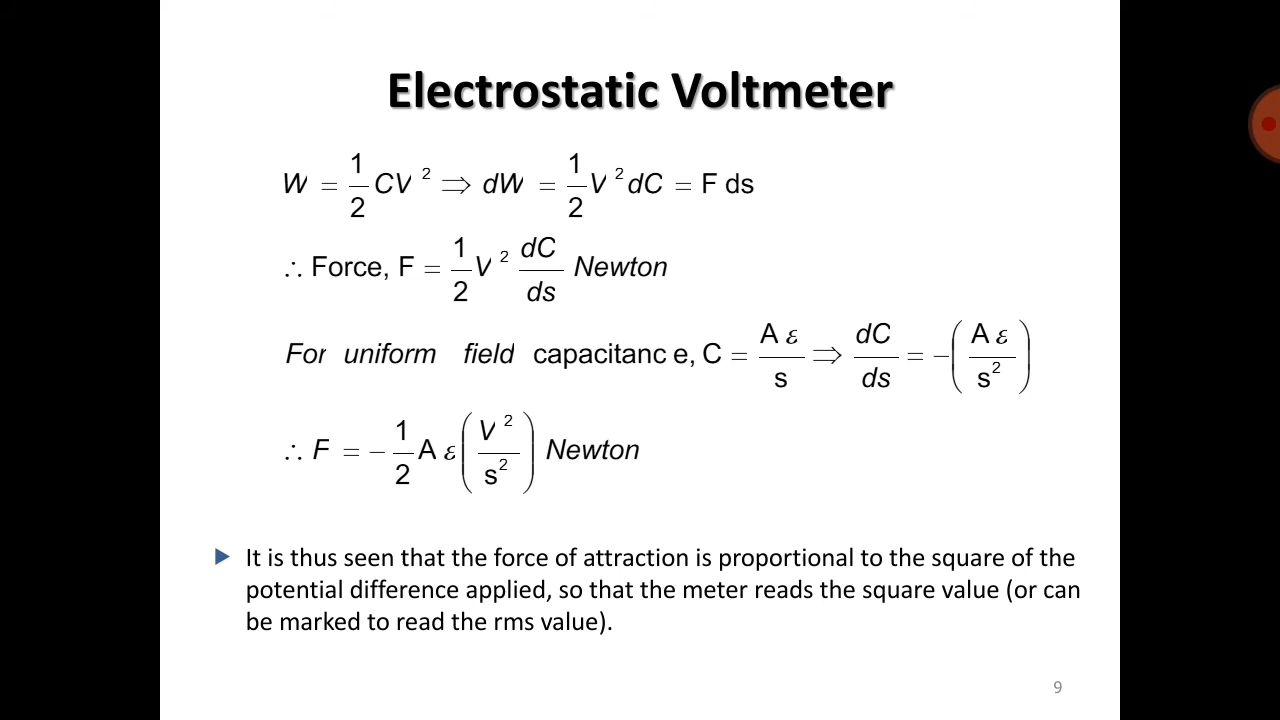 Electrostatic Voltmeter
W = 1/2 CV² ⇒ dW = 1/2 V² dC = F ds
∴ Force, F = 1/2 V² dC/ds Newton
For uniform field capacitanc e, C = A ε/s ⇒ dC/ds = −(A ε/s²)
∴ F = − 1/2 A ε (V²/s²) Newton
It is thus seen that the force of attraction is proportional to the square of the
potential difference applied, so that the meter reads the square value (or can
be marked to read the rms value).
9